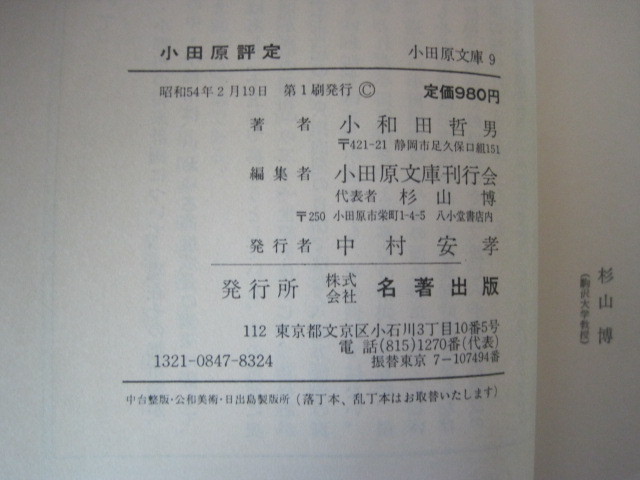 小田原評定 小田原文庫 9
昭和54年2月19日 第1刷発行 © 定価980円
著者 小和田哲男
〒421-21 静岡市足久保口組151
編集者 小田原文庫刊行会
代表者 杉山博
〒250 小田原市栄町1-4-5 八小堂書店内
発行者 中村安孝
発行所 株式会社 名著出版
112 東京都文京区小石川3丁目10番5号
電話(815)1270番(代表)
1321-0847-8324 振替東京 7-107494番
中台整版・公和美術・日出島製版所 (落丁本、乱丁本はお取替いたします)
杉山博
(駒沢大学教授)